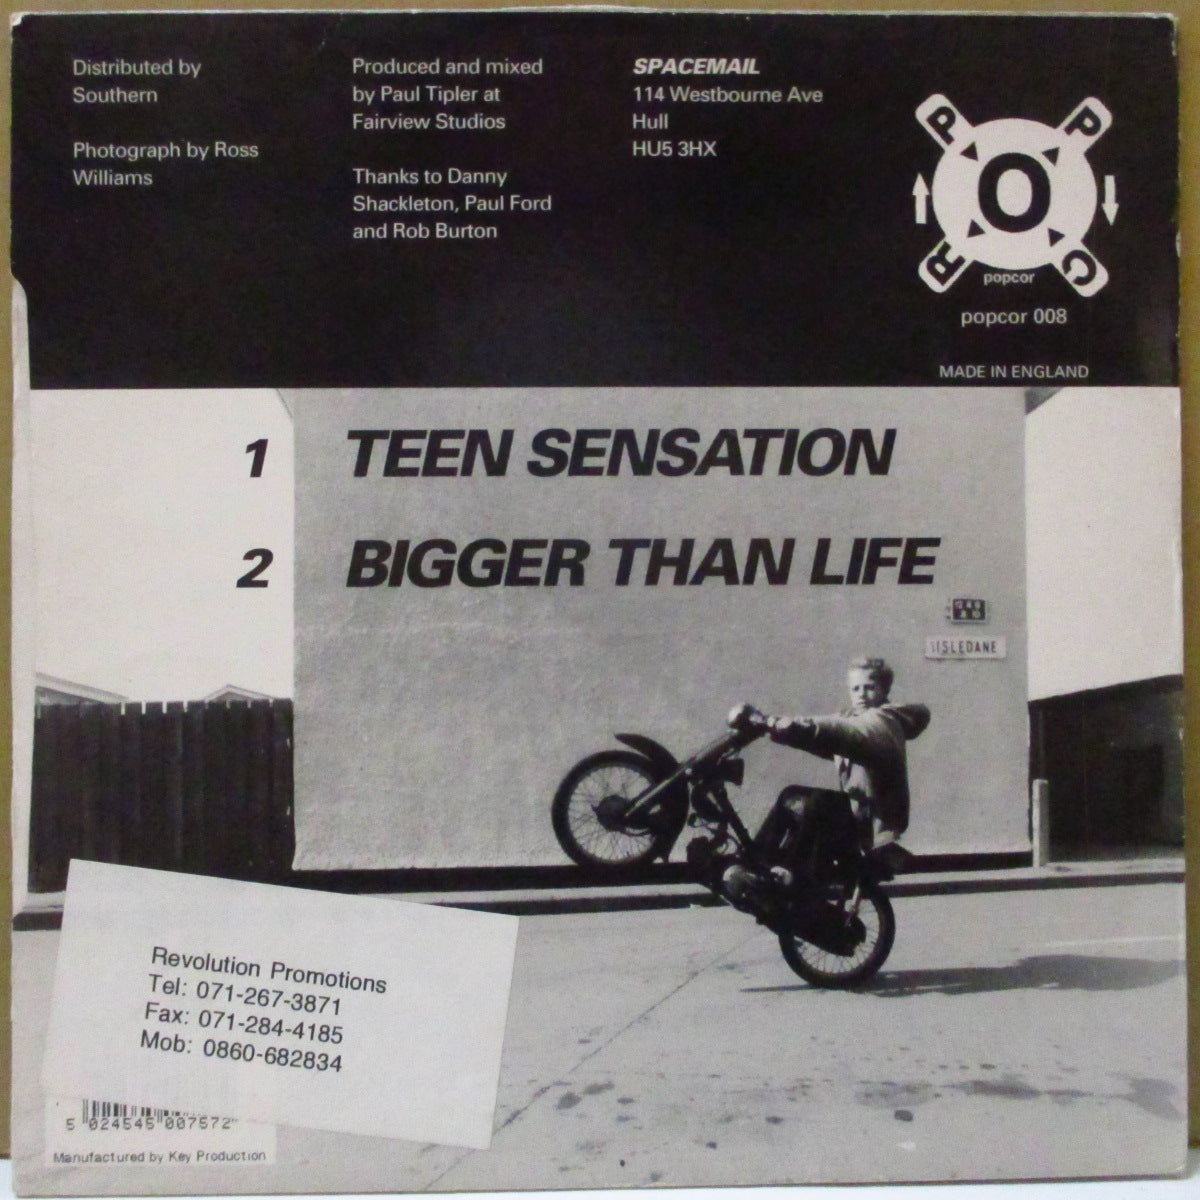 Distributed by
Southern
Photograph by Ross
Williams
Produced and mixed
by Paul Tipler at
Fairview Studios
Thanks to Danny
Shackleton, Paul Ford
and Rob Burton
SPACEMAIL
114 Westbourne Ave
Hull
HU5 3HX
P P
O
R C
popcor
popcor 008
MADE IN ENGLAND
1 TEEN SENSATION
2 BIGGER THAN LIFE
ISLEDANE
Revolution Promotions
Tel: 071-267-3871
Fax: 071-284-4185
Mob: 0860-682834
5 024545 007572
Manufactured by Key Production